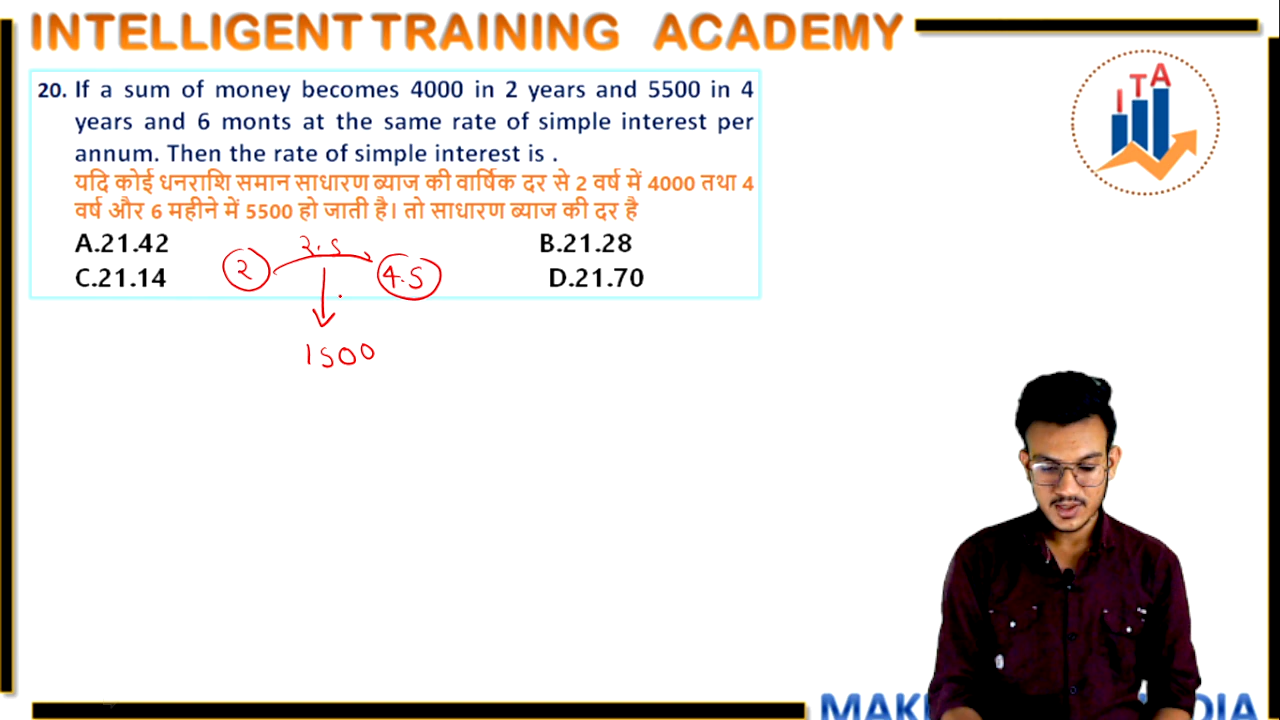 INTELLIGENT TRAINING ACADEMY
ITA
20. If a sum of money becomes 4000 in 2 years and 5500 in 4
years and 6 monts at the same rate of simple interest per
annum. Then the rate of simple interest is .
यदि कोई धनराशि समान साधारण ब्याज की वार्षिक दर से 2 वर्ष में 4000 तथा 4
वर्ष और 6 महीने में 5500 हो जाती है। तो साधारण ब्याज की दर है
A.21.42 B.21.28
C.21.14 D.21.70
2.5
2 4.5
1500